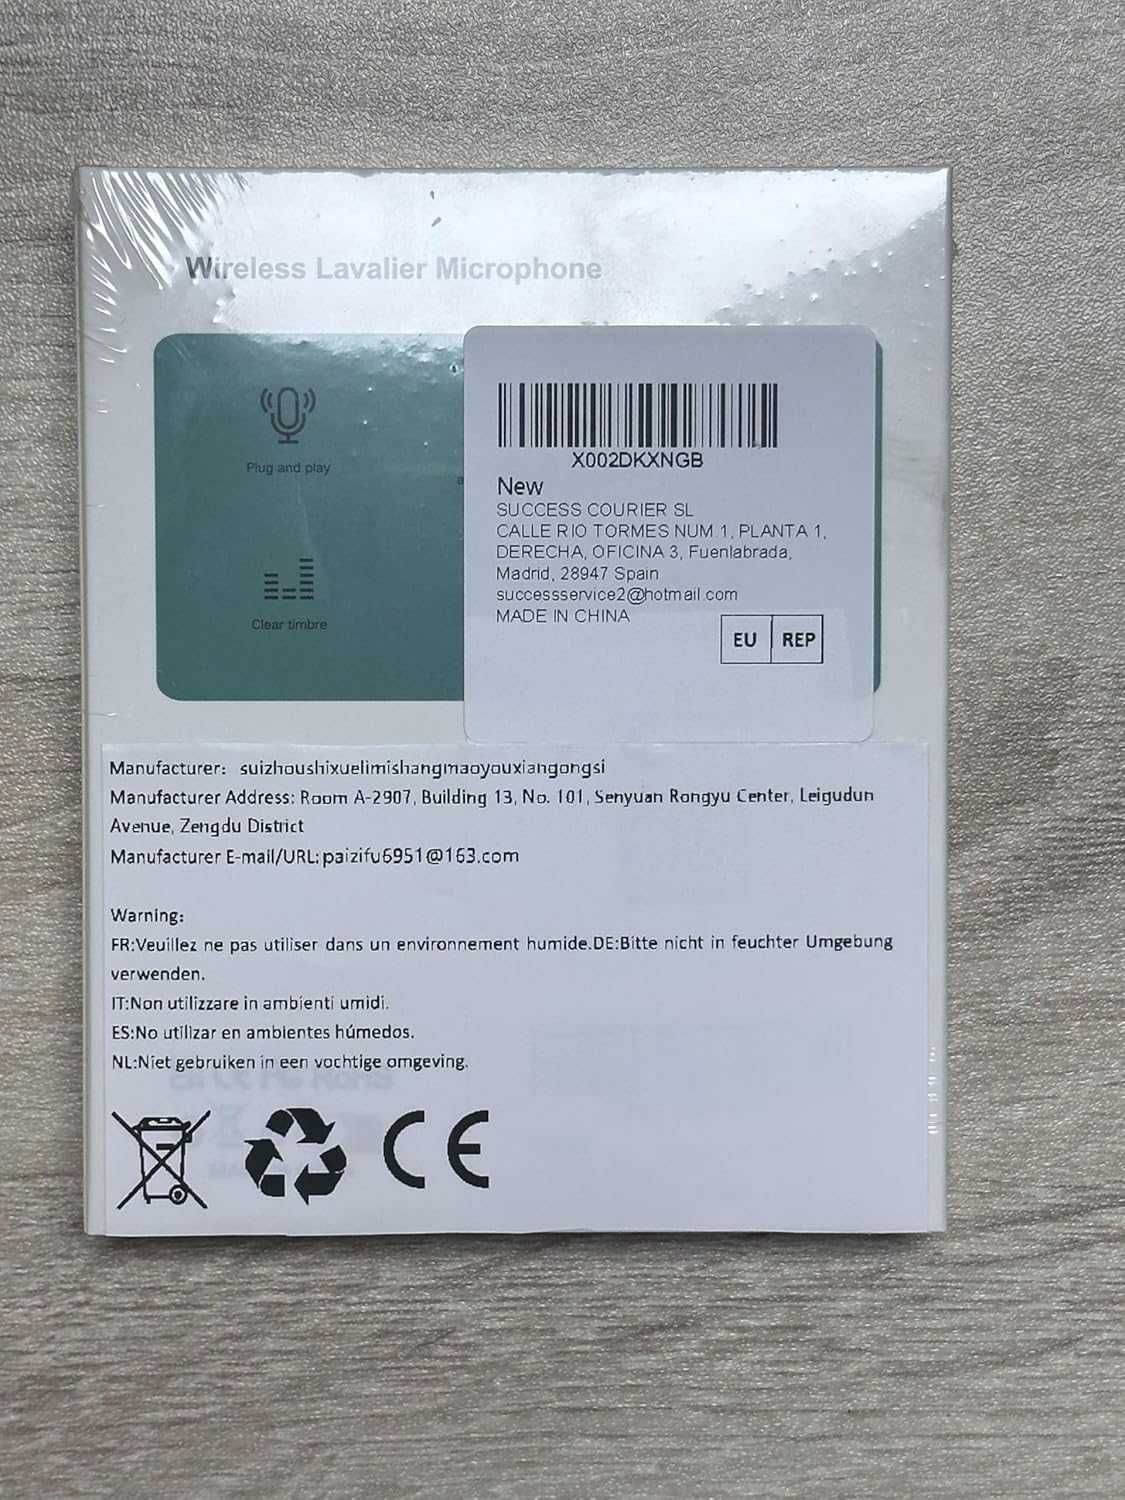 Wireless Lavalier Microphone
Plug and play
Clear timbre
X002DKXNGB
New
SUCCESS COURIER SL
CALLE RIO TORMES NUM.1, PLANTA 1,
DERECHA, OFICINA 3, Fuenlabrada,
Madrid, 28947 Spain
successservice2@hotmail.com
MADE IN CHINA
EU REP
Manufacturer: suizhoushixuelimishangmaoyouxiangongsi
Manufacturer Address: Room A-2907, Building 13, No. 101, Senyuan Rongyu Center, Leigudun
Avenue, Zengdu District
Manufacturer E-mail/URL: paizifu6951@163.com
Warning:
FR:Veuillez ne pas utiliser dans un environnement humide.DE:Bitte nicht in feuchter Umgebung
verwenden.
IT:Non utilizzare in ambienti umidi.
ES:No utilizar en ambientes húmedos.
NL:Niet gebruiken in een vochtige omgeving.
CE